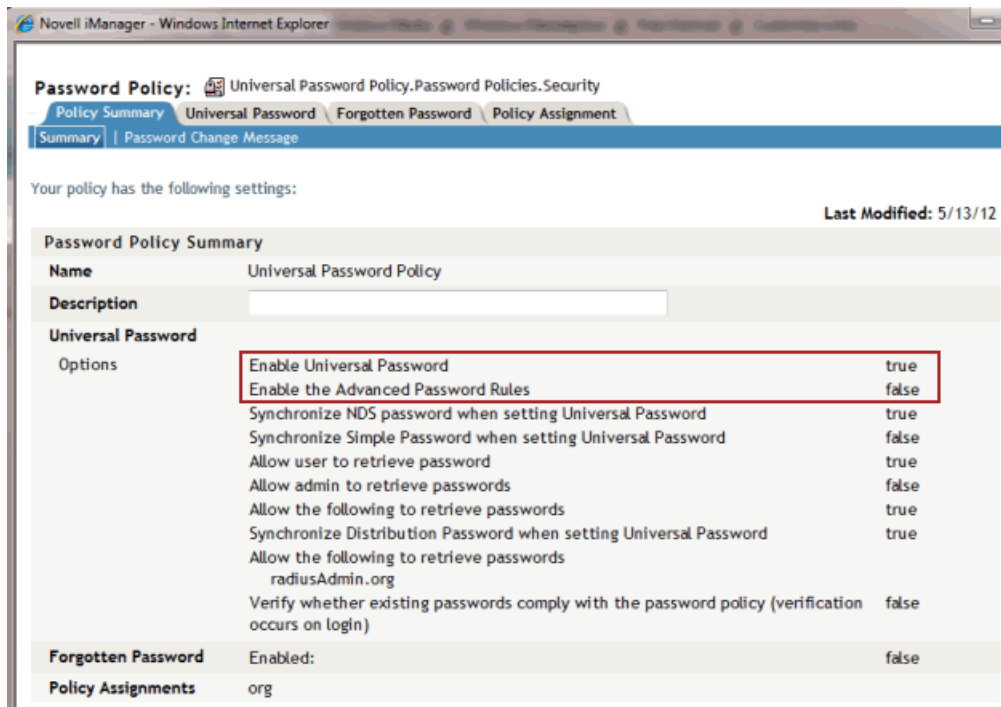 Novell iManager - Windows Internet Explorer
Password Policy: Universal Password Policy.Password Policies.Security
Policy Summary Universal Password Forgotten Password Policy Assignment
Summary | Password Change Message
Your policy has the following settings:
Last Modified: 5/13/12
Password Policy Summary
Name Universal Password Policy
Description
Universal Password
Options Enable Universal Password true
Enable the Advanced Password Rules false
Synchronize NDS password when setting Universal Password true
Synchronize Simple Password when setting Universal Password false
Allow user to retrieve password true
Allow admin to retrieve passwords false
Allow the following to retrieve passwords true
Synchronize Distribution Password when setting Universal Password true
Allow the following to retrieve passwords
radiusAdmin.org
Verify whether existing passwords comply with the password policy (verification false
occurs on login)
Forgotten Password Enabled: false
Policy Assignments org